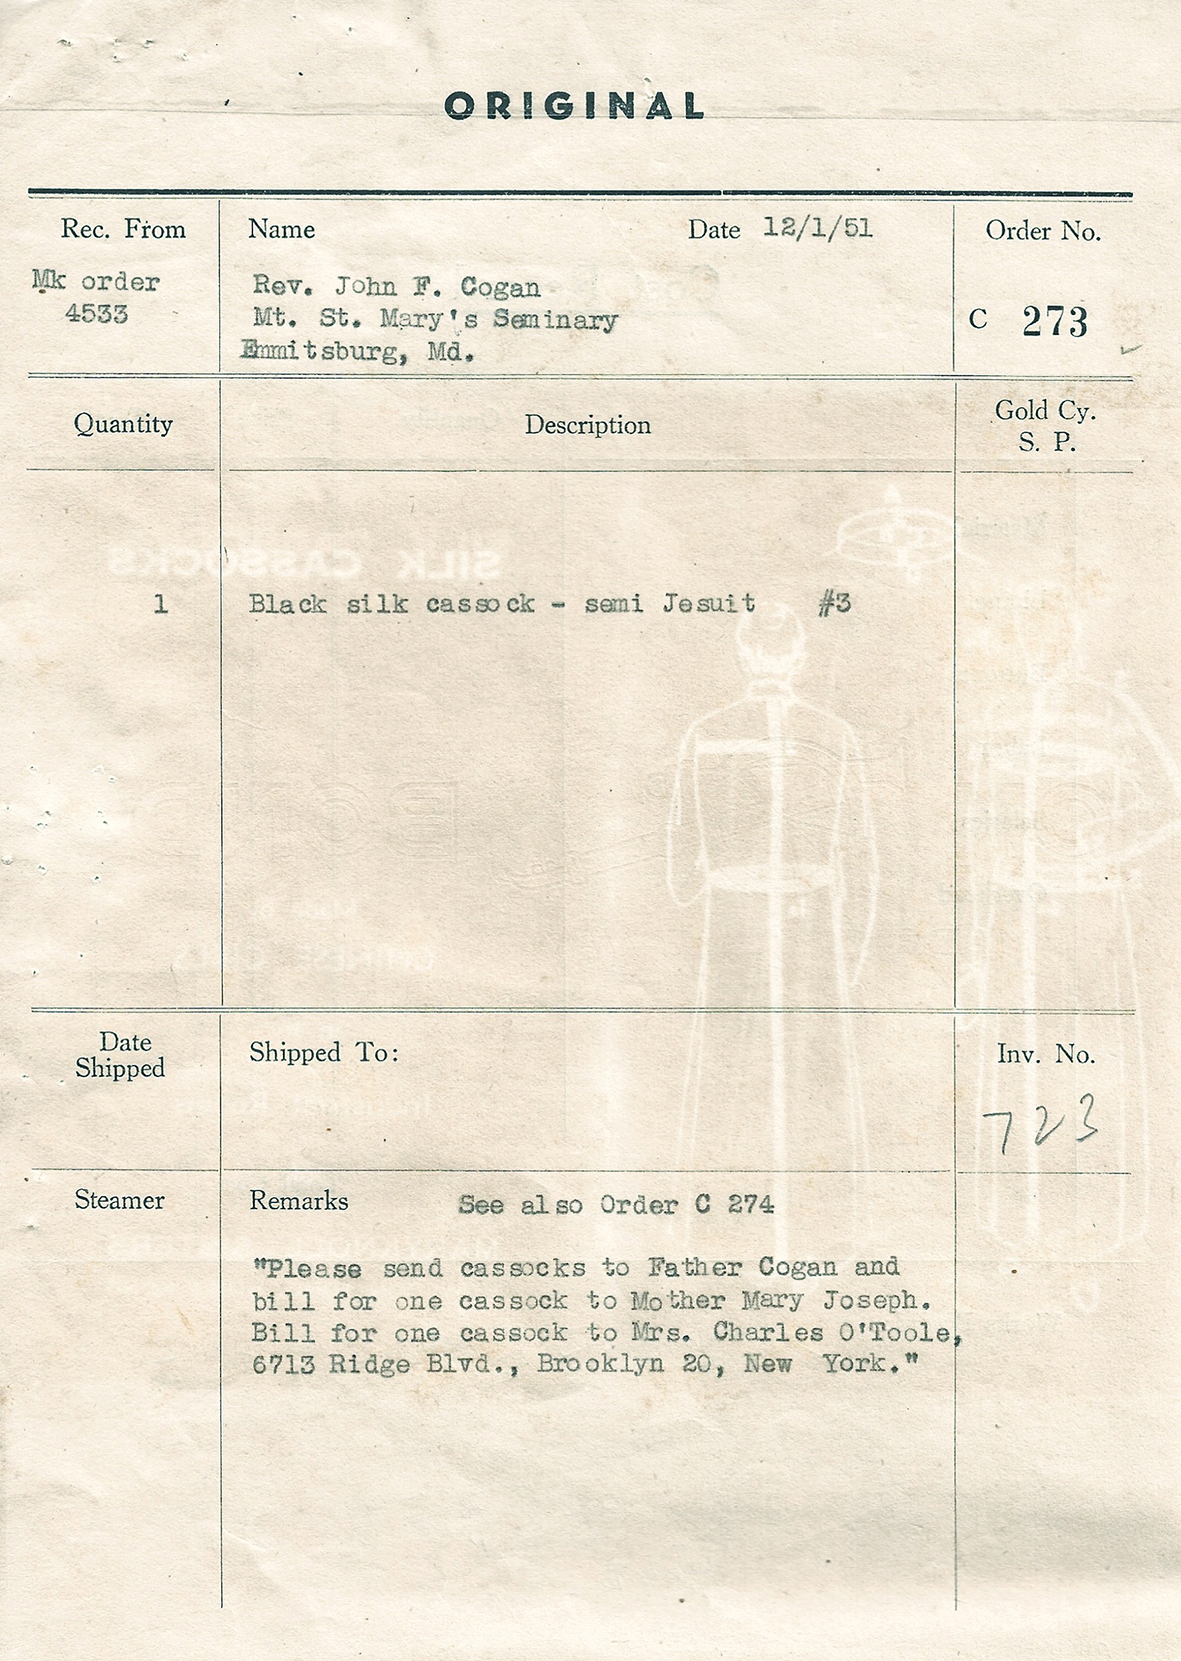 ORIGINAL
Rec. From
Name
Date 12/1/51
Order No.
Mk order
4533
Rev. John F. Cogan
Mt. St. Mary's Seminary
Emmitsburg, Md.
C 273
Quantity
Description
Gold Cy.
S. P.
SILK CASSOCKS
1 Black silk cassock - semi Jesuit #3
Date
Shipped
Shipped To:
Inv. No.
723
Steamer
Remarks
See also Order C 274
"Please send cassocks to Father Cogan and
bill for one cassock to Mother Mary Joseph.
Bill for one cassock to Mrs. Charles O'Toole,
6713 Ridge Blvd., Brooklyn 20, New York."